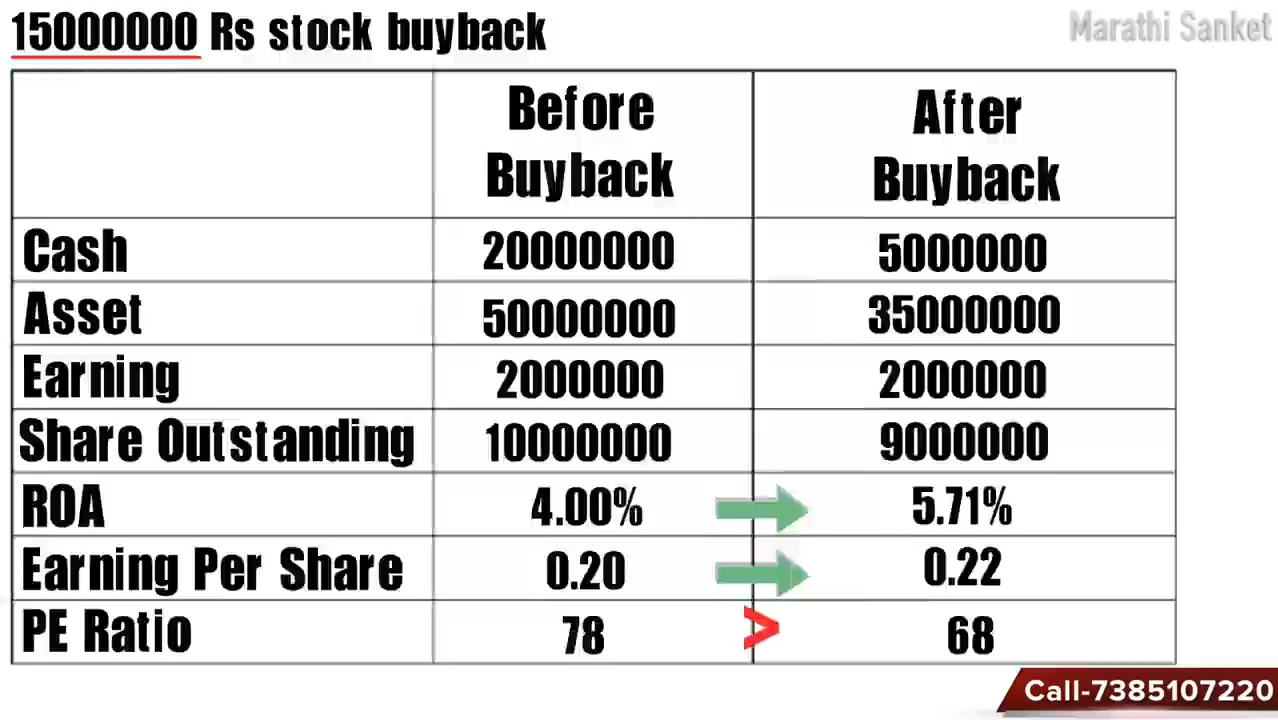 15000000 Rs stock buyback
Marathi Sanket
Before Buyback After Buyback
Cash 20000000 5000000
Asset 50000000 35000000
Earning 2000000 2000000
Share Outstanding 10000000 9000000
ROA 4.00% 5.71%
Earning Per Share 0.20 0.22
PE Ratio 78 > 68
Call-7385107220